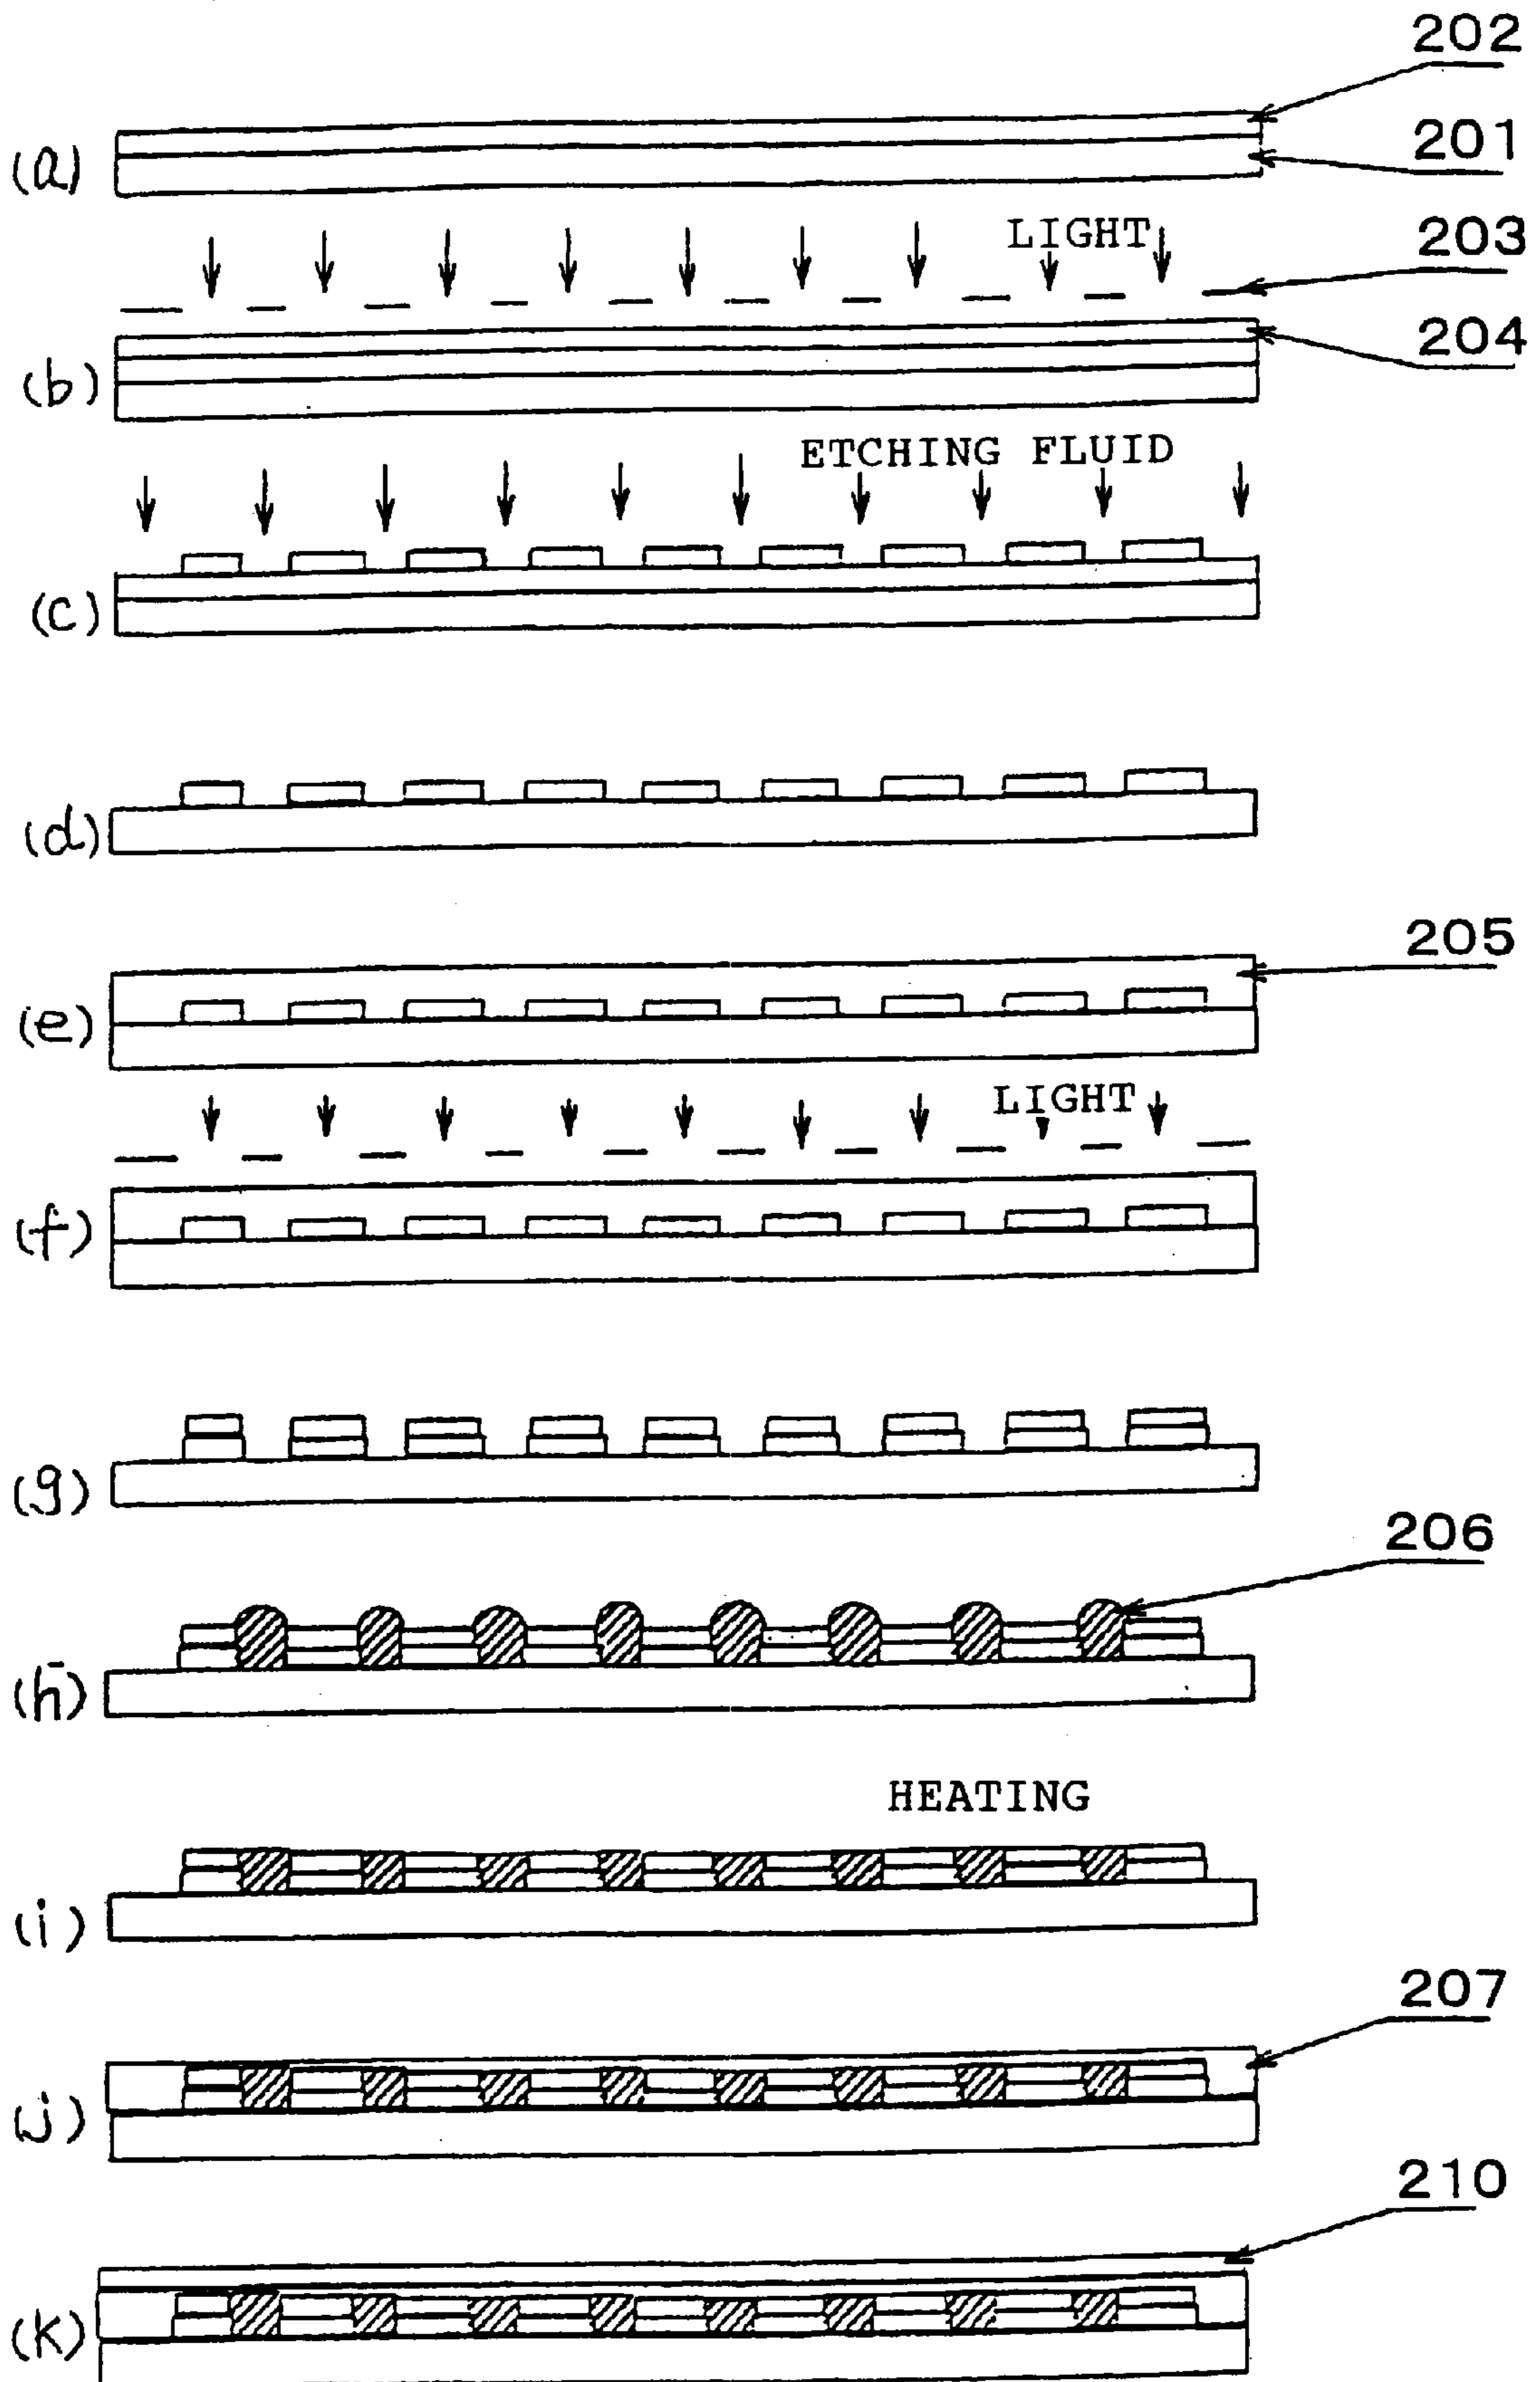 202
(a)
201
LIGHT
203
204
(b)
ETCHING FLUID
(c)
(d)
205
(e)
LIGHT
(f)
(g)
206
(h)
HEATING
(i)
207
(j)
210
(k)